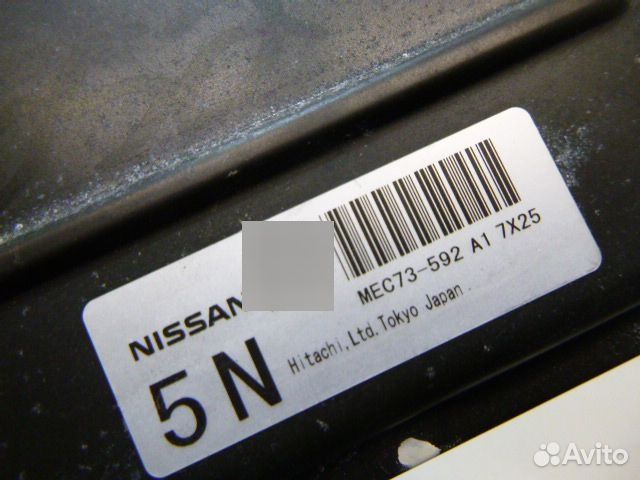 MEC73-592 A1 7X25
NISSAN
Hitachi,Ltd.Tokyo Japan.
5N
Avito